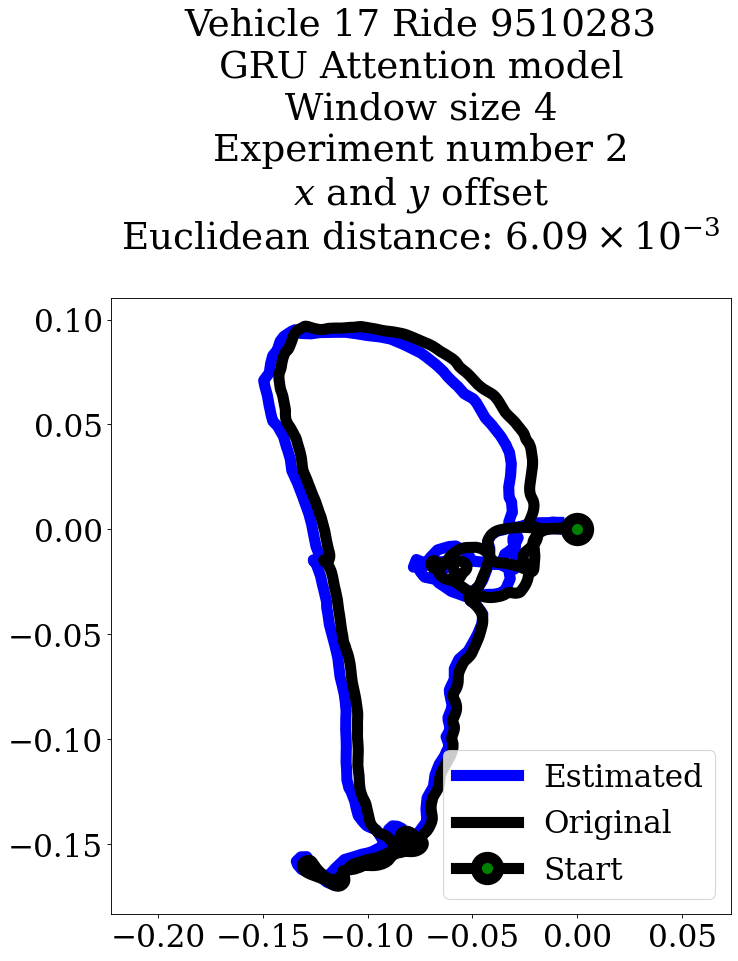 Vehicle 17 Ride 9510283
GRU Attention model
Window size 4
Experiment number 2
x and y offset
Euclidean distance: 6.09 × 10⁻³
0.10
0.05
0.00
−0.05
−0.10
−0.15
Estimated
Original
Start
−0.20 −0.15 −0.10 −0.05 0.00 0.05